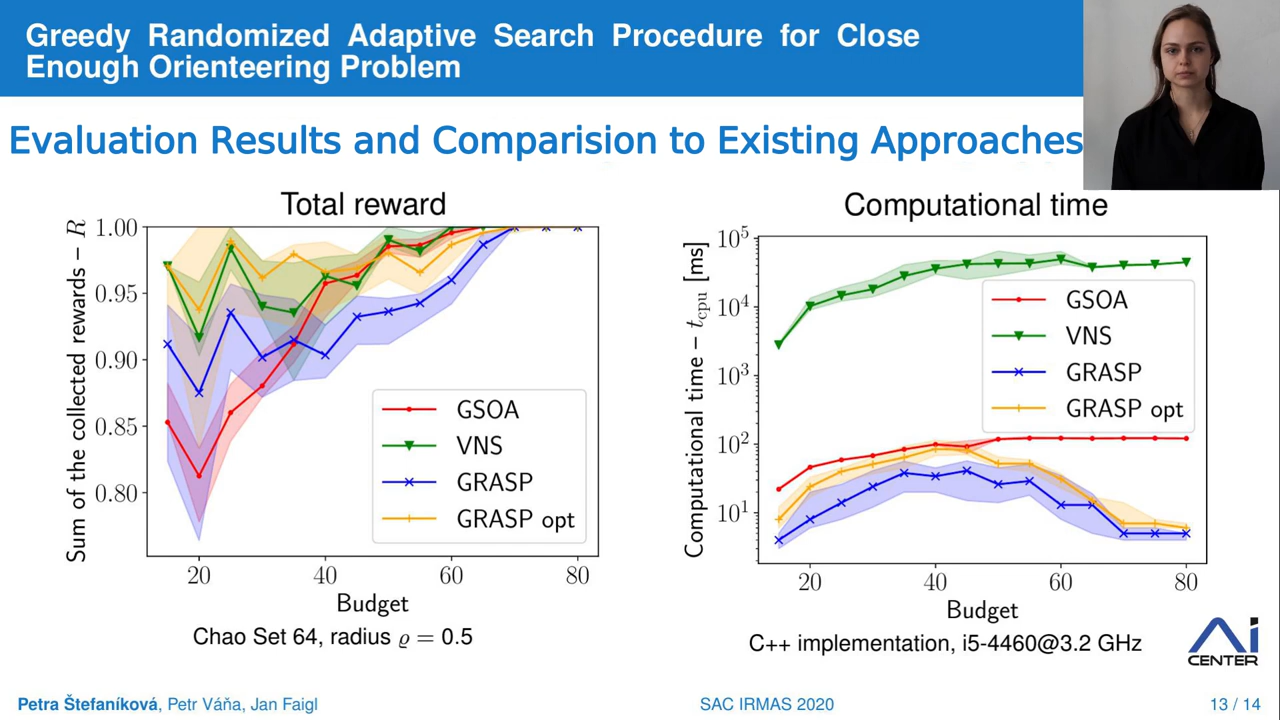 Greedy Randomized Adaptive Search Procedure for Close
Enough Orienteering Problem
Evaluation Results and Comparision to Existing Approaches
Total reward
Sum of the collected rewards – R
1.00
0.95
0.90
0.85
0.80
GSOA
VNS
GRASP
GRASP opt
20 40 60 80
Budget
Chao Set 64, radius ϱ = 0.5
Computational time
Computational time – t_cpu [ms]
10^5
10^4
10^3
10^2
10^1
GSOA
VNS
GRASP
GRASP opt
20 40 60 80
Budget
C++ implementation, i5-4460@3.2 GHz
Ai
CENTER
Petra Štefaníková, Petr Váňa, Jan Faigl
SAC IRMAS 2020
13 / 14